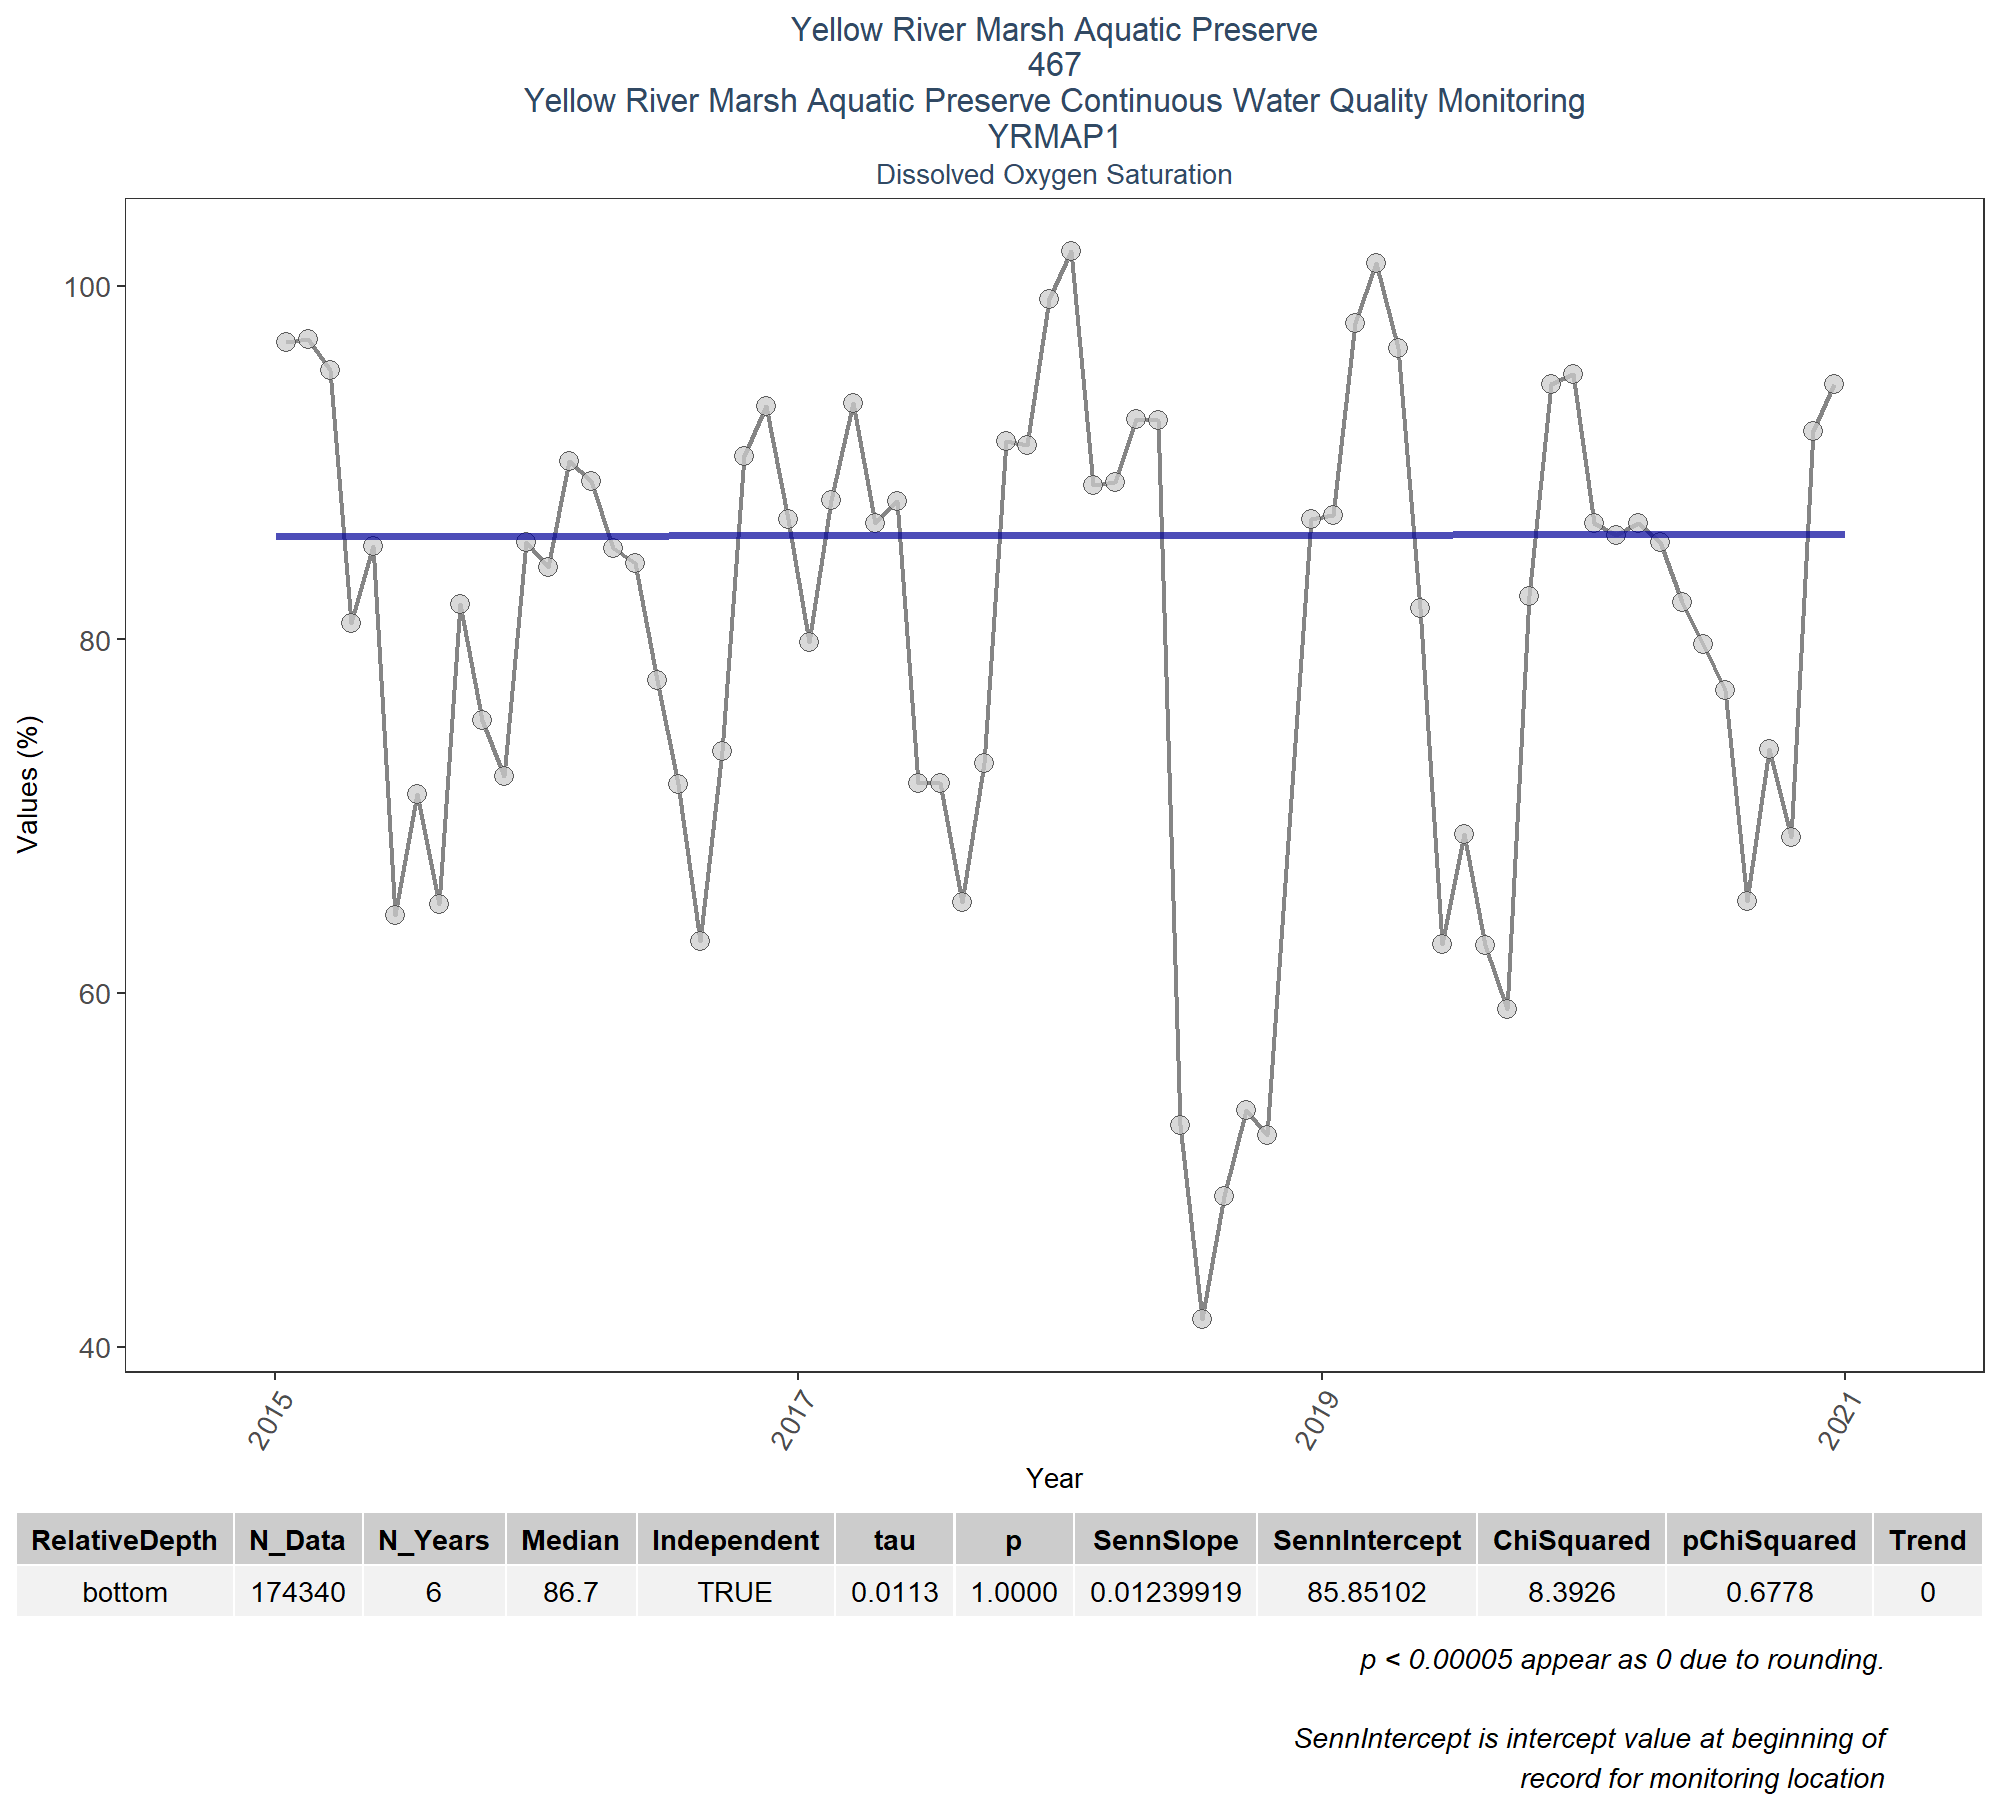 Yellow River Marsh Aquatic Preserve
467
Yellow River Marsh Aquatic Preserve Continuous Water Quality Monitoring
YRMAP1
Dissolved Oxygen Saturation
Values (%)
100
80
60
40
2015 2017 2019 2021
Year
RelativeDepth N_Data N_Years Median Independent tau p SennSlope SennIntercept ChiSquared pChiSquared Trend
bottom 174340 6 86.7 TRUE 0.0113 1.0000 0.01239919 85.85102 8.3926 0.6778 0
p < 0.00005 appear as 0 due to rounding.
SennIntercept is intercept value at beginning of
record for monitoring location